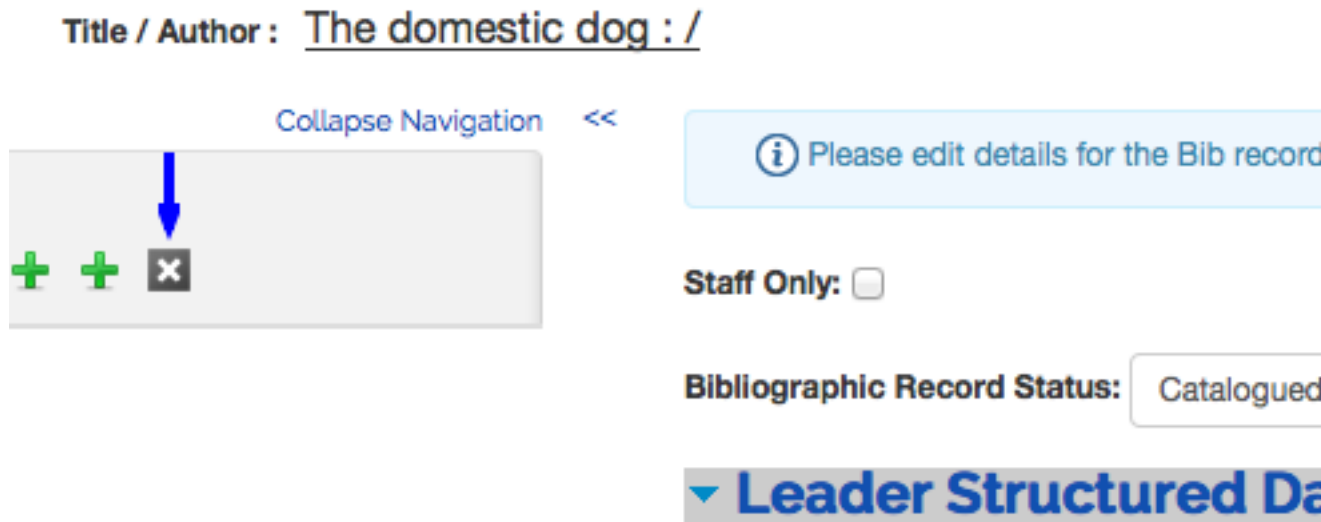 Title / Author : The domestic dog : /
Collapse Navigation <<
Please edit details for the Bib record
Staff Only:
Bibliographic Record Status: Catalogued
Leader Structured Da